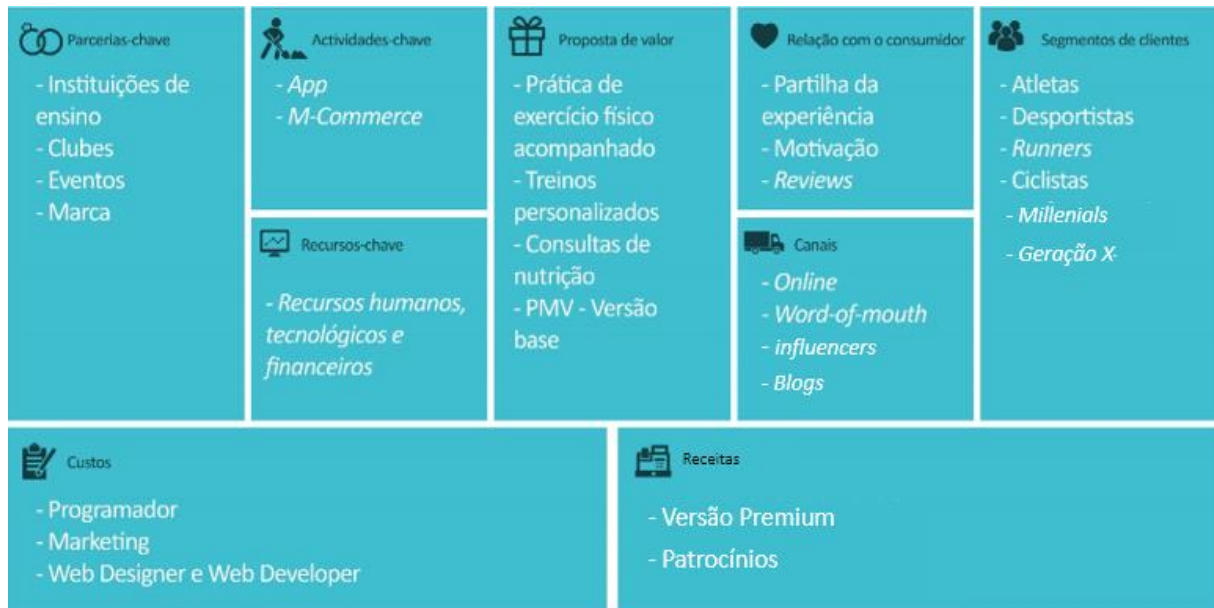 Parcerias-chave
- Instituições de
ensino
- Clubes
- Eventos
- Marca
Actividades-chave
- App
- M-Commerce
Recursos-chave
- Recursos humanos,
tecnológicos e
financeiros
Proposta de valor
- Prática de
exercício físico
acompanhado
- Treinos
personalizados
- Consultas de
nutrição
- PMV - Versão
base
Relação com o consumidor
- Partilha da
experiência
- Motivação
- Reviews
Canais
- Online
- Word-of-mouth
- influencers
- Blogs
Segmentos de clientes
- Atletas
- Desportistas
- Runners
- Ciclistas
- Millenials
- Geração X
Custos
- Programador
- Marketing
- Web Designer e Web Developer
Receitas
- Versão Premium
- Patrocínios